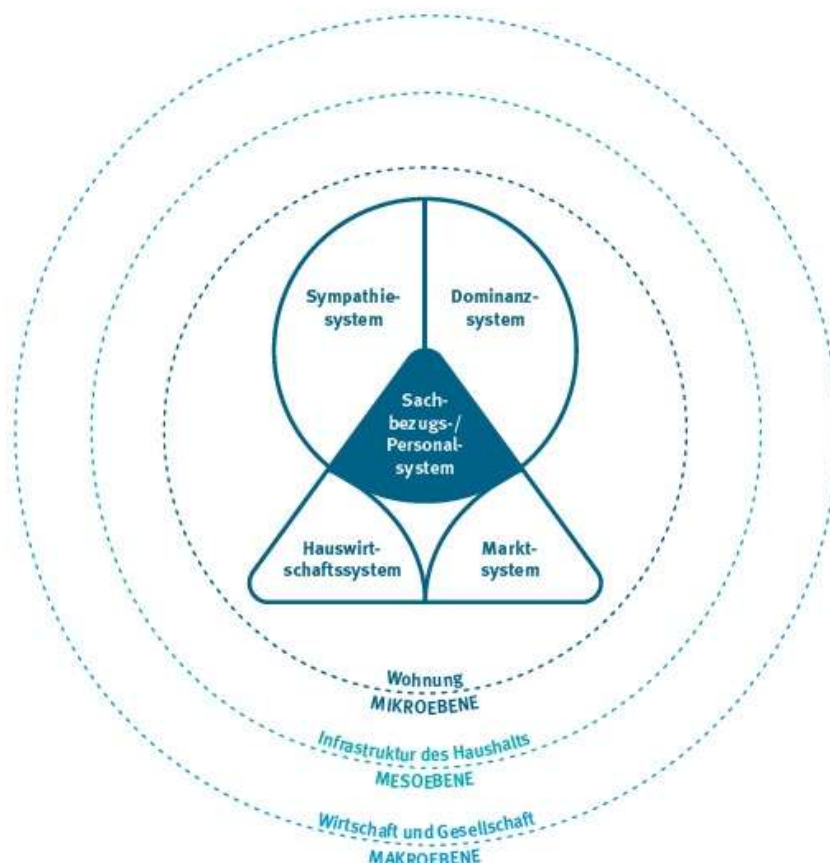 Sympathie-
system
Dominanz-
system
Sach-
bezugs-/
Personal-
system
Hauswirt-
schaftssystem
Markt-
system
Wohnung
MIKROEBENE
Infrastruktur des Haushalts
MESOEBENE
Wirtschaft und Gesellschaft
MAKROEBENE